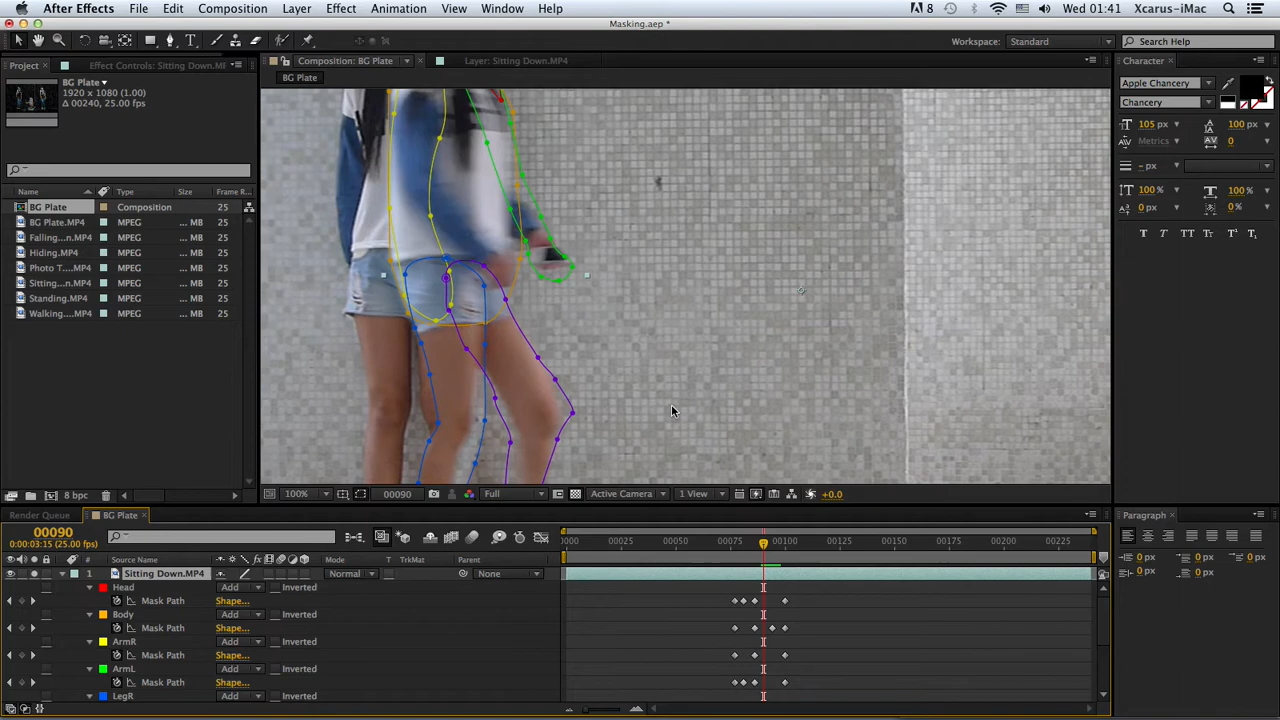 After Effects File Edit Composition Layer Effect Animation View Window Help 8 Wed 01:41 Xcarus-iMac
Masking.aep *
Workspace: Standard Search Help
Project Effect Controls: Sitting Down.MI Composition: BG Plate Layer: Sitting Down.MP4 Character
BG Plate
1920 x 1080 (1.00)
Δ 00240, 25.00 fps
BG Plate
Apple Chancery
Chancery
105 px 100 px
Metrics 0
- px
100% 100%
0 px 0 %
T T TT Tr T¹ T₁
Name Type Size Frame R...
BG Plate Composition 25
BG Plate.MP4 MPEG ... MB 25
Falling...n.MP4 MPEG ... MB 25
Hiding.MP4 MPEG ... MB 25
Photo T....MP4 MPEG ... MB 25
Sitting...n.MP4 MPEG ... MB 25
Standing.MP4 MPEG ... MB 25
Walking....MP4 MPEG ... MB 25
8 bpc 100% 00090 Full Active Camera 1 View +0.0
Render Queue BG Plate Paragraph
00090
0:00:03:15 (25.00 fps)
0000 00025 00050 00075 00100 00125 00150 00175 00200 00225
# Source Name Mode T TrkMat Parent
1 Sitting Down.MP4 Normal None
Head Add Inverted
Mask Path Shape...
Body Add Inverted
Mask Path Shape...
ArmR Add Inverted
Mask Path Shape...
ArmL Add Inverted
Mask Path Shape...
LegR Add Inverted
0 px 0 px 0 px
0 px 0 px